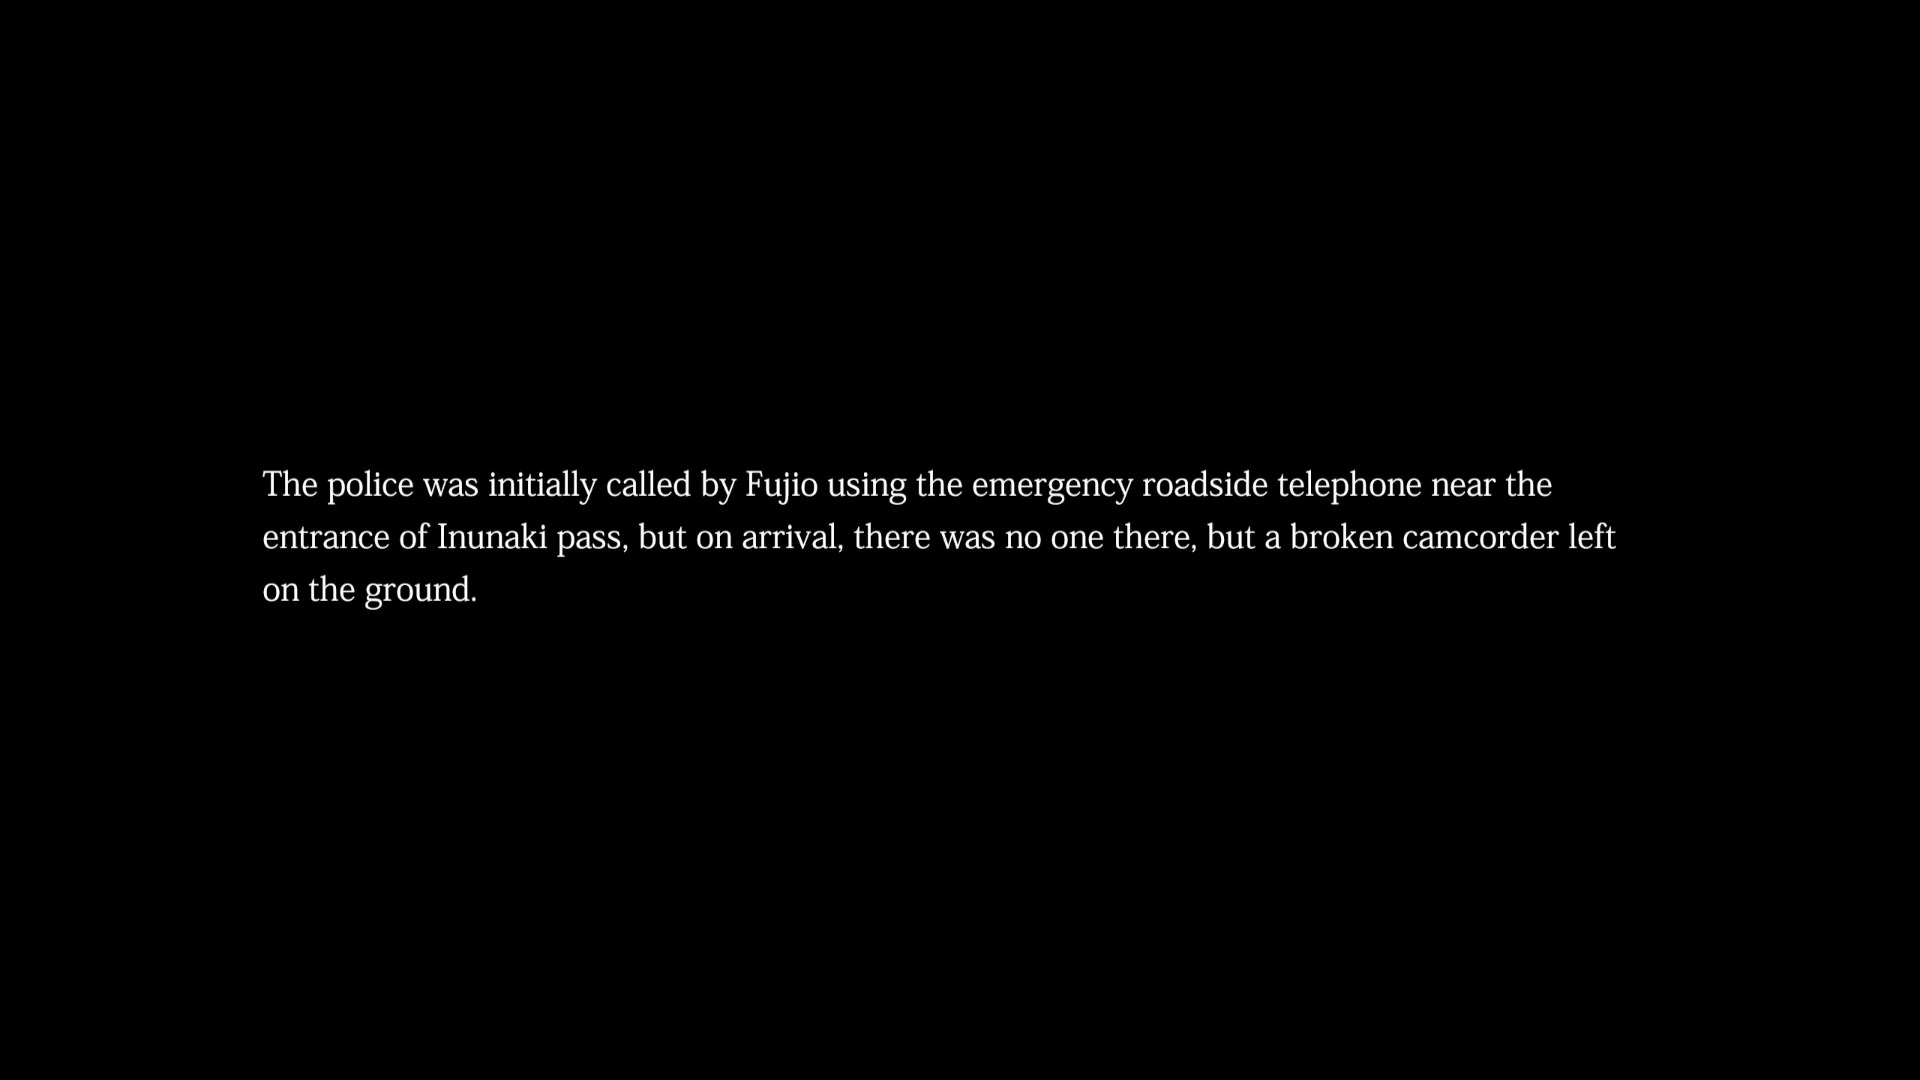 The police was initially called by Fujio using the emergency roadside telephone near the
entrance of Inunaki pass, but on arrival, there was no one there, but a broken camcorder left
on the ground.